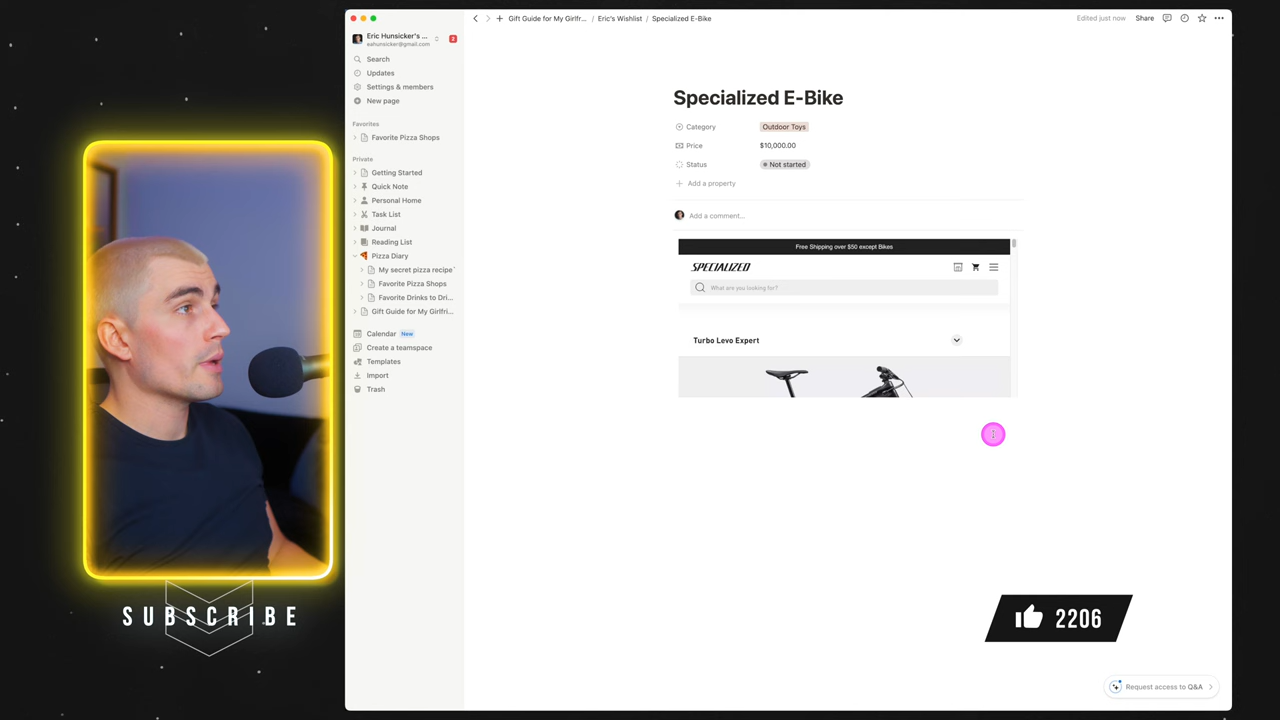 Gift Guide for My Girlfr... / Eric's Wishlist / Specialized E-Bike
Edited just now
Share
Eric Hunsicker's ...
eahunsicker@gmail.com
2
Search
Updates
Settings & members
New page
Favorites
Favorite Pizza Shops
Private
Getting Started
Quick Note
Personal Home
Task List
Journal
Reading List
Pizza Diary
My secret pizza recipe
Favorite Pizza Shops
Favorite Drinks to Dri...
Gift Guide for My Girlfri...
Calendar New
Create a teamspace
Templates
Import
Trash
Specialized E-Bike
Category Outdoor Toys
Price $10,000.00
Status Not started
Add a property
Add a comment...
Free Shipping over $50 except Bikes
SPECIALIZED
What are you looking for?
Turbo Levo Expert
SUBSCRIBE
2206
Request access to Q&A